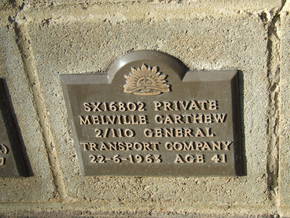 SX16802 PRIVATE
MELVILLE CARTHEW
2/110 GENERAL
TRANSPORT COMPANY
22-6-1963 AGE 41